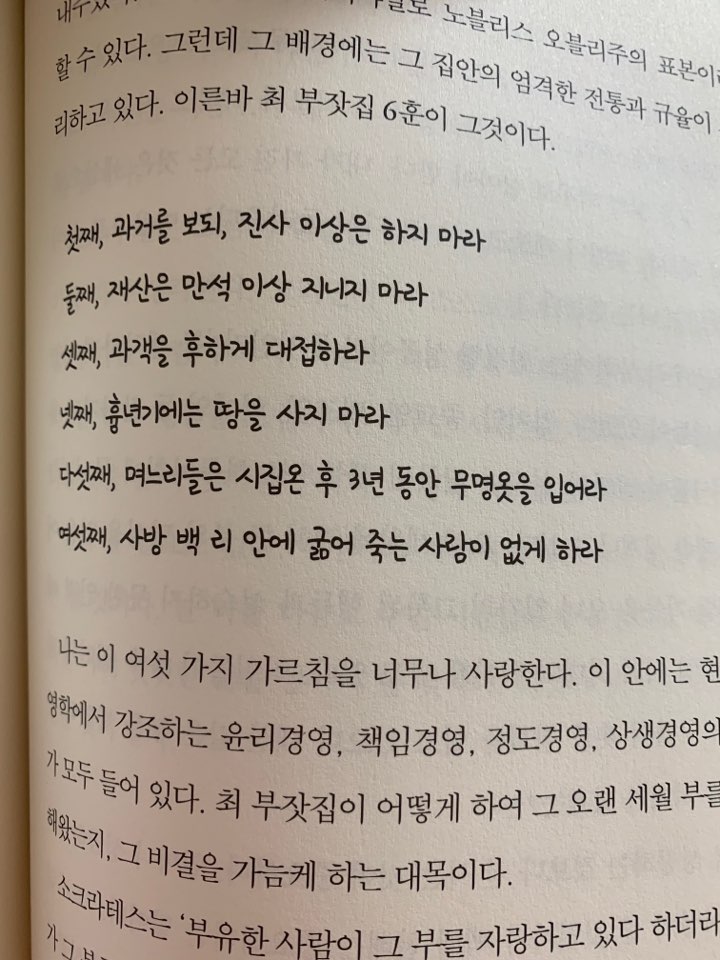 노블리스 오블리주의 표본이라
할 수 있다. 그런데 그 배경에는 그 집안의 엄격한 전통과 규율이
리하고 있다. 이른바 최 부잣집 6훈이 그것이다.
첫째, 과거를 보되, 진사 이상은 하지 마라
둘째, 재산은 만석 이상 지니지 마라
셋째, 과객을 후하게 대접하라
넷째, 흉년기에는 땅을 사지 마라
다섯째, 며느리들은 시집온 후 3년 동안 무명옷을 입어라
여섯째, 사방 백 리 안에 굶어 죽는 사람이 없게 하라
나는 이 여섯 가지 가르침을 너무나 사랑한다. 이 안에는 현
영학에서 강조하는 윤리경영, 책임경영, 정도경영, 상생경영의
가 모두 들어 있다. 최 부잣집이 어떻게 하여 그 오랜 세월 부를
해왔는지, 그 비결을 가늠케 하는 대목이다.
소크라테스는 '부유한 사람이 그 부를 자랑하고 있다 하더라
가 그